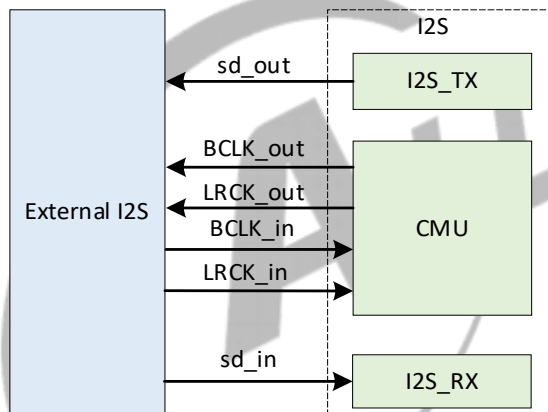 I2S
sd_out
I2S_TX
BCLK_out
LRCK_out
External I2S
BCLK_in
CMU
LRCK_in
sd_in
I2S_RX